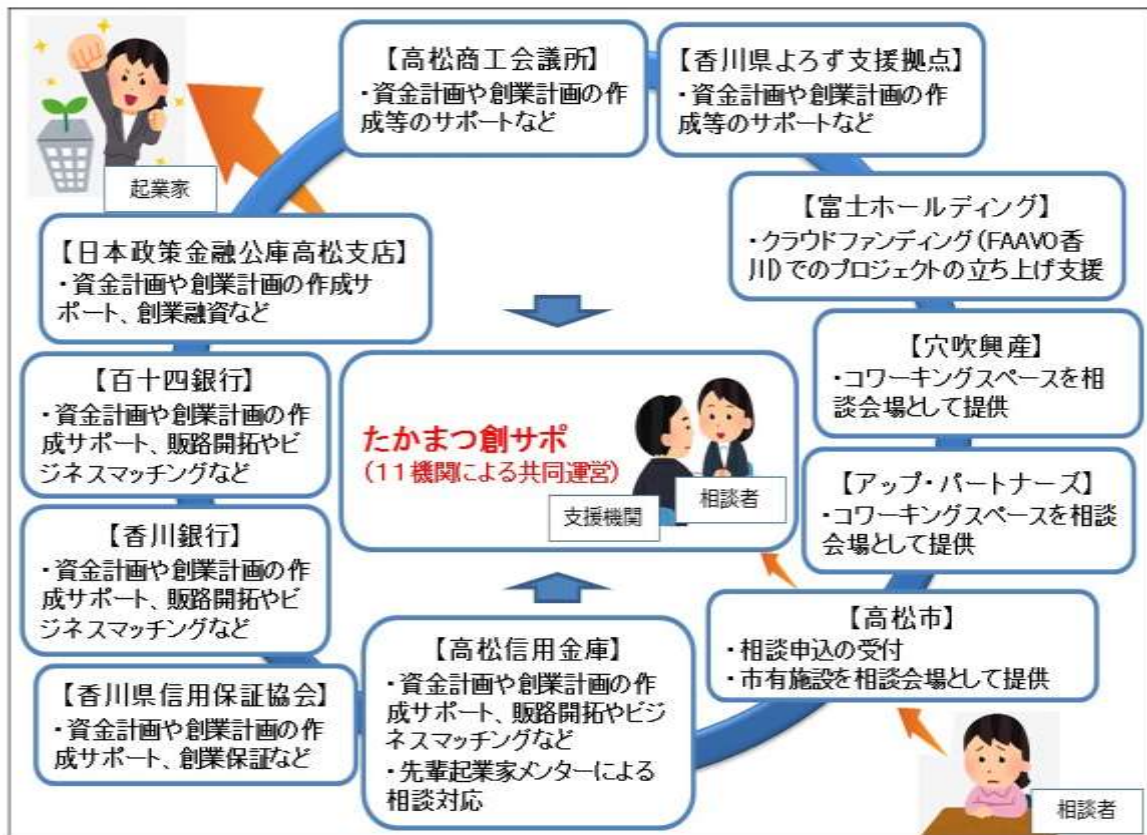 【高松商工会議所】
・資金計画や創業計画の作
成等のサポートなど
【香川県よろず支援拠点】
・資金計画や創業計画の作
成等のサポートなど
起業家
【富士ホールディング】
・クラウドファンディング(FAAVO香
川)でのプロジェクトの立ち上げ支援
【日本政策金融公庫高松支店】
・資金計画や創業計画の作成サ
ポート、創業融資など
【穴吹興産】
・コワーキングスペースを相
談会場として提供
【百十四銀行】
・資金計画や創業計画の作
成サポート、販路開拓やビ
ジネスマッチングなど
たかまつ創サポ
(11機関による共同運営)
支援機関
相談者
【アップ・パートナーズ】
・コワーキングスペースを相談
会場として提供
【香川銀行】
・資金計画や創業計画の作
成サポート、販路開拓やビ
ジネスマッチングなど
【高松市】
・相談申込の受付
・市有施設を相談会場として提供
【高松信用金庫】
・資金計画や創業計画の作
成サポート、販路開拓やビジ
ネスマッチングなど
・先輩起業家メンターによる
相談対応
【香川県信用保証協会】
・資金計画や創業計画の作
成サポート、創業保証など
相談者